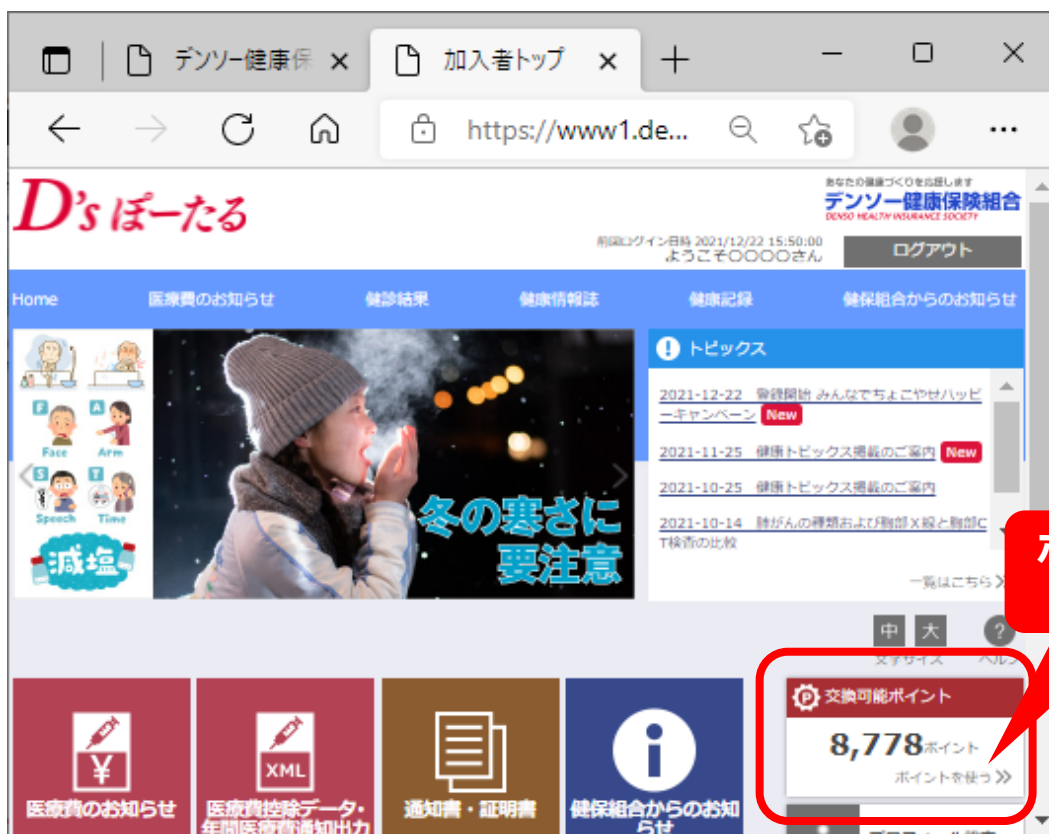 デンソー健康保
加入者トップ
https://www1.de...
D'sぽーたる
あなたの健康づくりを応援します
デンソー健康保険組合
DENSO HEALTH INSURANCE SOCIETY
前回ログイン日時 2021/12/22 15:50:00
ようこそ〇〇〇〇さん
ログアウト
Home 医療費のお知らせ 健診結果 健康情報誌 健康記録 健保組合からのお知らせ
F A
Face Arm
S T
Speech Time
減塩
冬の寒さに
要注意
トピックス
2021-12-22 登録開始 みんなでちょこやせハッピ
ーキャンペーン New
2021-11-25 健康トピックス掲載のご案内 New
2021-10-25 健康トピックス掲載のご案内
2021-10-14 肺がんの種類および胸部X線と胸部C
T検査の比較
一覧はこちら
中 大 ?
文字サイズ ヘルプ
P 交換可能ポイント
8,778ポイント
ポイントを使う
¥
医療費のお知らせ
XML
医療費控除データ・
年間医療費通知出力
通知書・証明書
i
健保組合からのお知
らせ